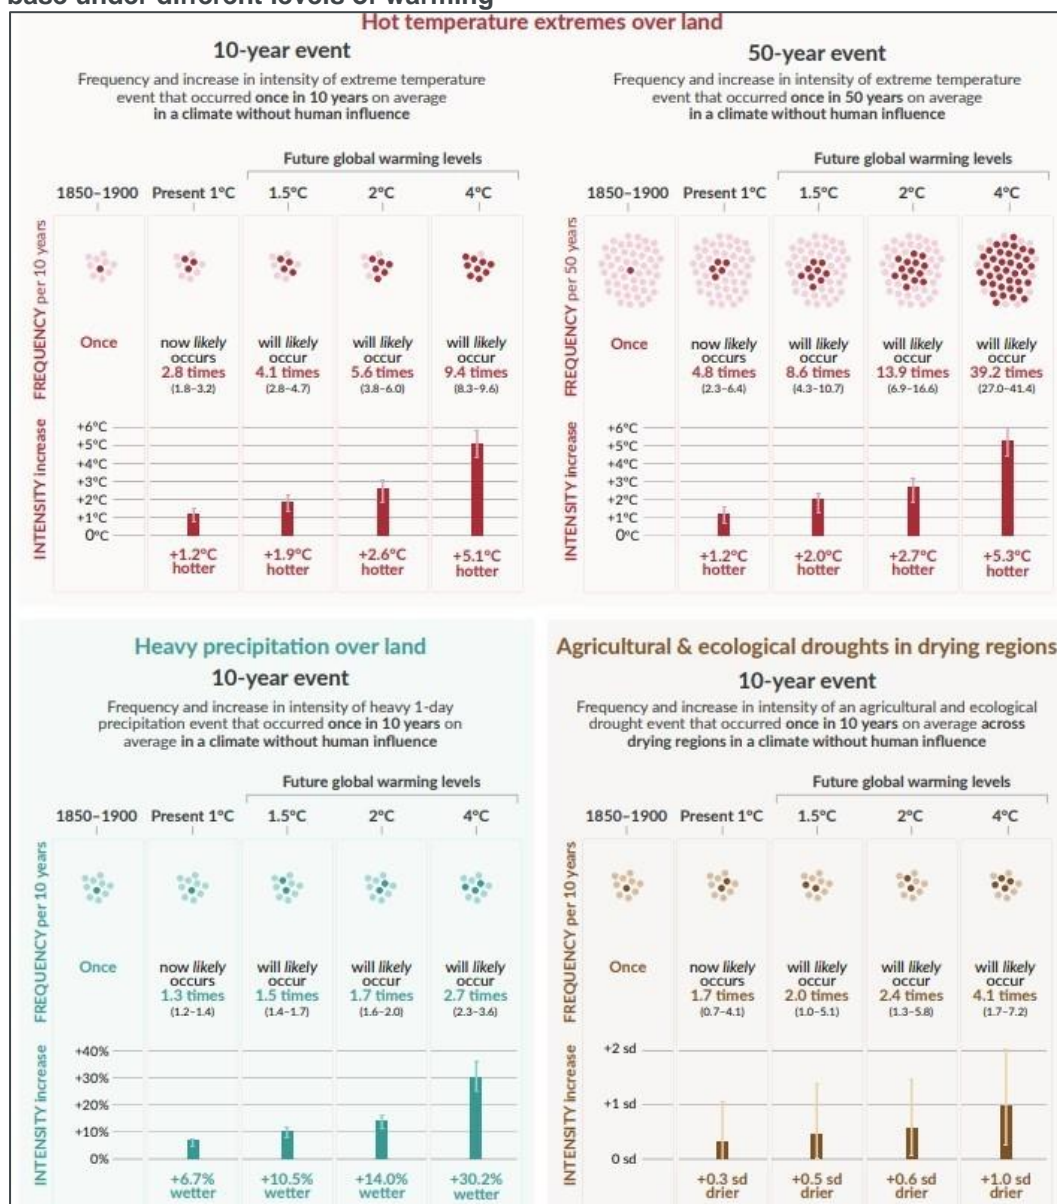 base under different levels of warming
Hot temperature extremes over land
10-year event
Frequency and increase in intensity of extreme temperature
event that occurred once in 10 years on average
in a climate without human influence
Future global warming levels
1850–1900 Present 1°C 1.5°C 2°C 4°C
FREQUENCY per 10 years
Once
now likely will likely will likely will likely
occurs occur occur occur
2.8 times 4.1 times 5.6 times 9.4 times
(1.8–3.2) (2.8–4.7) (3.8–6.0) (8.3–9.6)
INTENSITY increase
+6°C
+5°C
+4°C
+3°C
+2°C
+1°C
0°C
+1.2°C +1.9°C +2.6°C +5.1°C
hotter hotter hotter hotter
50-year event
Frequency and increase in intensity of extreme temperature
event that occurred once in 50 years on average
in a climate without human influence
Future global warming levels
1850–1900 Present 1°C 1.5°C 2°C 4°C
FREQUENCY per 50 years
Once
now likely will likely will likely will likely
occurs occur occur occur
4.8 times 8.6 times 13.9 times 39.2 times
(2.3–6.4) (4.3–10.7) (6.9–16.6) (27.0–41.4)
INTENSITY increase
+6°C
+5°C
+4°C
+3°C
+2°C
+1°C
0°C
+1.2°C +2.0°C +2.7°C +5.3°C
hotter hotter hotter hotter
Heavy precipitation over land
10-year event
Frequency and increase in intensity of heavy 1-day
precipitation event that occurred once in 10 years on
average in a climate without human influence
Future global warming levels
1850–1900 Present 1°C 1.5°C 2°C 4°C
FREQUENCY per 10 years
Once
now likely will likely will likely will likely
occurs occur occur occur
1.3 times 1.5 times 1.7 times 2.7 times
(1.2–1.4) (1.4–1.7) (1.6–2.0) (2.3–3.6)
INTENSITY increase
+40%
+30%
+20%
+10%
0%
+6.7% +10.5% +14.0% +30.2%
wetter wetter wetter wetter
Agricultural & ecological droughts in drying regions
10-year event
Frequency and increase in intensity of an agricultural and ecological
drought event that occurred once in 10 years on average across
drying regions in a climate without human influence
Future global warming levels
1850–1900 Present 1°C 1.5°C 2°C 4°C
FREQUENCY per 10 years
Once
now likely will likely will likely will likely
occurs occur occur occur
1.7 times 2.0 times 2.4 times 4.1 times
(0.7–4.1) (1.0–5.1) (1.3–5.8) (1.7–7.2)
INTENSITY increase
+2 sd
+1 sd
0 sd
+0.3 sd +0.5 sd +0.6 sd +1.0 sd
drier drier drier drier